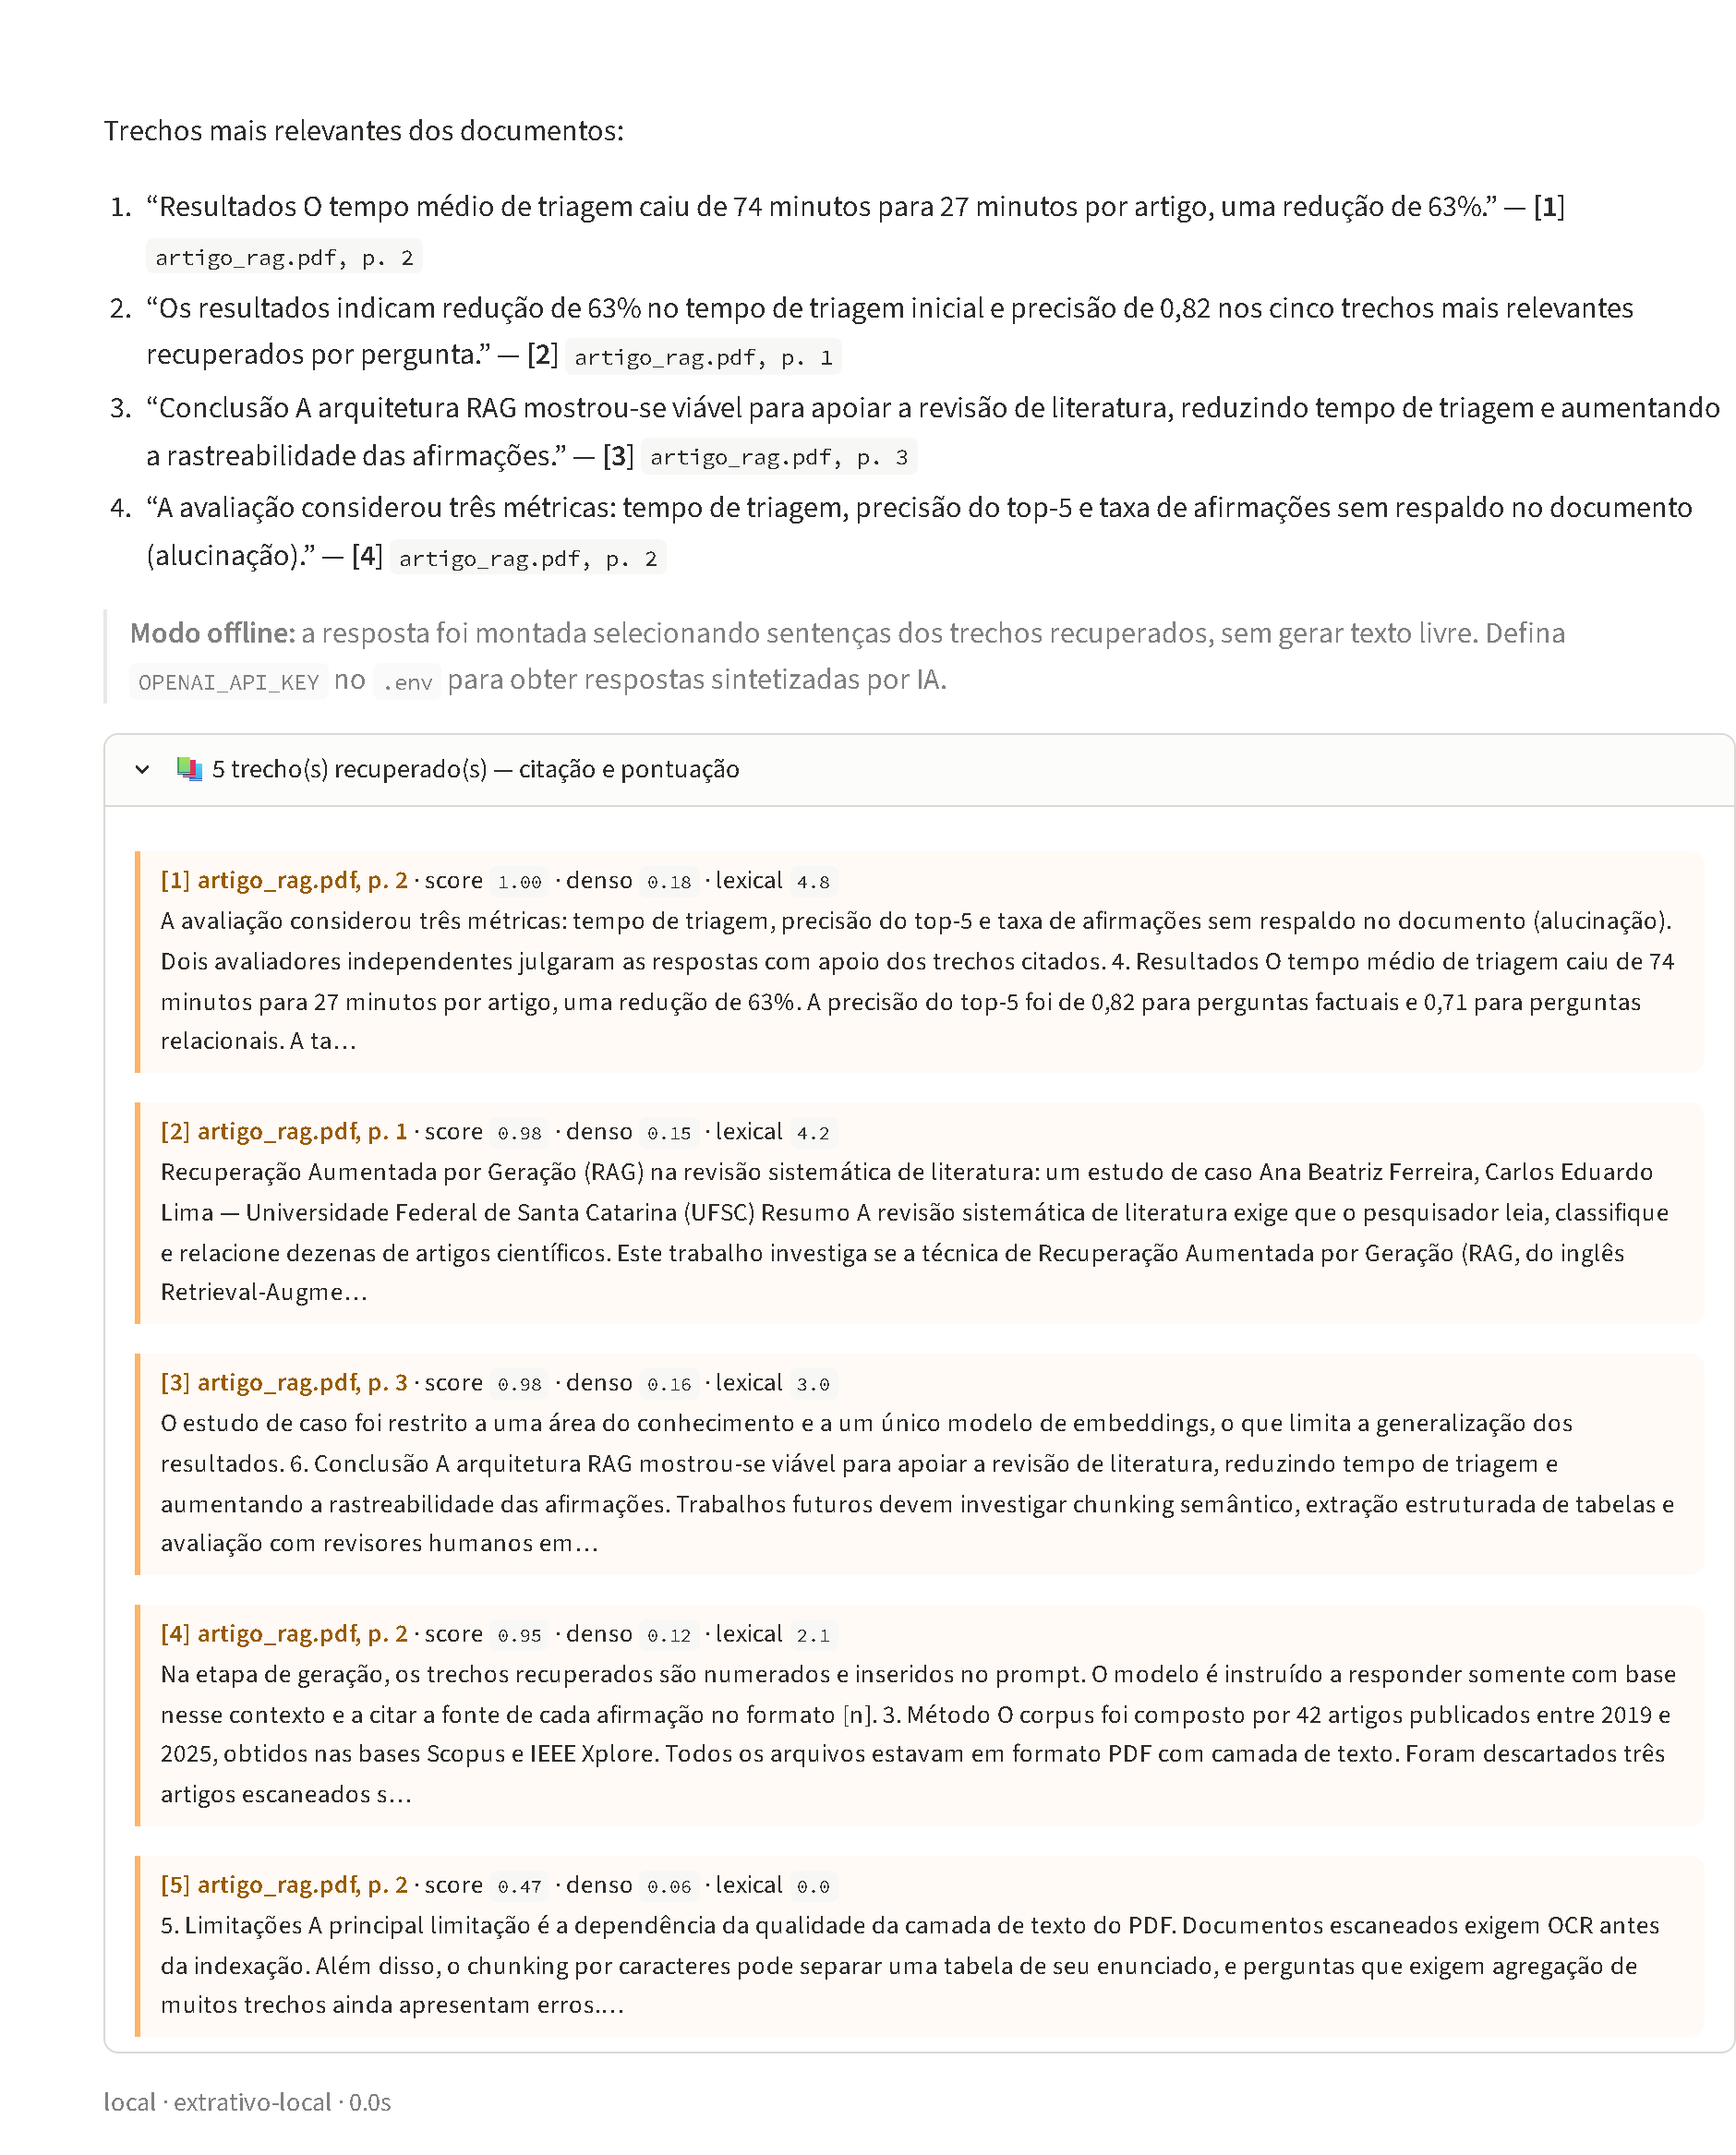 Trechos mais relevantes dos documentos:
1. “Resultados O tempo médio de triagem caiu de 74 minutos para 27 minutos por artigo, uma redução de 63%.” — [1]
artigo_rag.pdf, p. 2
2. “Os resultados indicam redução de 63% no tempo de triagem inicial e precisão de 0,82 nos cinco trechos mais relevantes
recuperados por pergunta.” — [2] artigo_rag.pdf, p. 1
3. “Conclusão A arquitetura RAG mostrou-se viável para apoiar a revisão de literatura, reduzindo tempo de triagem e aumentando
a rastreabilidade das afirmações.” — [3] artigo_rag.pdf, p. 3
4. “A avaliação considerou três métricas: tempo de triagem, precisão do top-5 e taxa de afirmações sem respaldo no documento
(alucinação).” — [4] artigo_rag.pdf, p. 2
Modo offline: a resposta foi montada selecionando sentenças dos trechos recuperados, sem gerar texto livre. Defina
OPENAI_API_KEY no .env para obter respostas sintetizadas por IA.
5 trecho(s) recuperado(s) — citação e pontuação
[1] artigo_rag.pdf, p. 2 · score 1.00 · denso 0.18 · lexical 4.8
A avaliação considerou três métricas: tempo de triagem, precisão do top-5 e taxa de afirmações sem respaldo no documento (alucinação).
Dois avaliadores independentes julgaram as respostas com apoio dos trechos citados. 4. Resultados O tempo médio de triagem caiu de 74
minutos para 27 minutos por artigo, uma redução de 63%. A precisão do top-5 foi de 0,82 para perguntas factuais e 0,71 para perguntas
relacionais. A ta…
[2] artigo_rag.pdf, p. 1 · score 0.98 · denso 0.15 · lexical 4.2
Recuperação Aumentada por Geração (RAG) na revisão sistemática de literatura: um estudo de caso Ana Beatriz Ferreira, Carlos Eduardo
Lima — Universidade Federal de Santa Catarina (UFSC) Resumo A revisão sistemática de literatura exige que o pesquisador leia, classifique
e relacione dezenas de artigos científicos. Este trabalho investiga se a técnica de Recuperação Aumentada por Geração (RAG, do inglês
Retrieval-Augme…
[3] artigo_rag.pdf, p. 3 · score 0.98 · denso 0.16 · lexical 3.0
O estudo de caso foi restrito a uma área do conhecimento e a um único modelo de embeddings, o que limita a generalização dos
resultados. 6. Conclusão A arquitetura RAG mostrou-se viável para apoiar a revisão de literatura, reduzindo tempo de triagem e
aumentando a rastreabilidade das afirmações. Trabalhos futuros devem investigar chunking semântico, extração estruturada de tabelas e
avaliação com revisores humanos em…
[4] artigo_rag.pdf, p. 2 · score 0.95 · denso 0.12 · lexical 2.1
Na etapa de geração, os trechos recuperados são numerados e inseridos no prompt. O modelo é instruído a responder somente com base
nesse contexto e a citar a fonte de cada afirmação no formato [n]. 3. Método O corpus foi composto por 42 artigos publicados entre 2019 e
2025, obtidos nas bases Scopus e IEEE Xplore. Todos os arquivos estavam em formato PDF com camada de texto. Foram descartados três
artigos escaneados s…
[5] artigo_rag.pdf, p. 2 · score 0.47 · denso 0.06 · lexical 0.0
5. Limitações A principal limitação é a dependência da qualidade da camada de texto do PDF. Documentos escaneados exigem OCR antes
da indexação. Além disso, o chunking por caracteres pode separar uma tabela de seu enunciado, e perguntas que exigem agregação de
muitos trechos ainda apresentam erros.…
local · extrativo-local · 0.0s